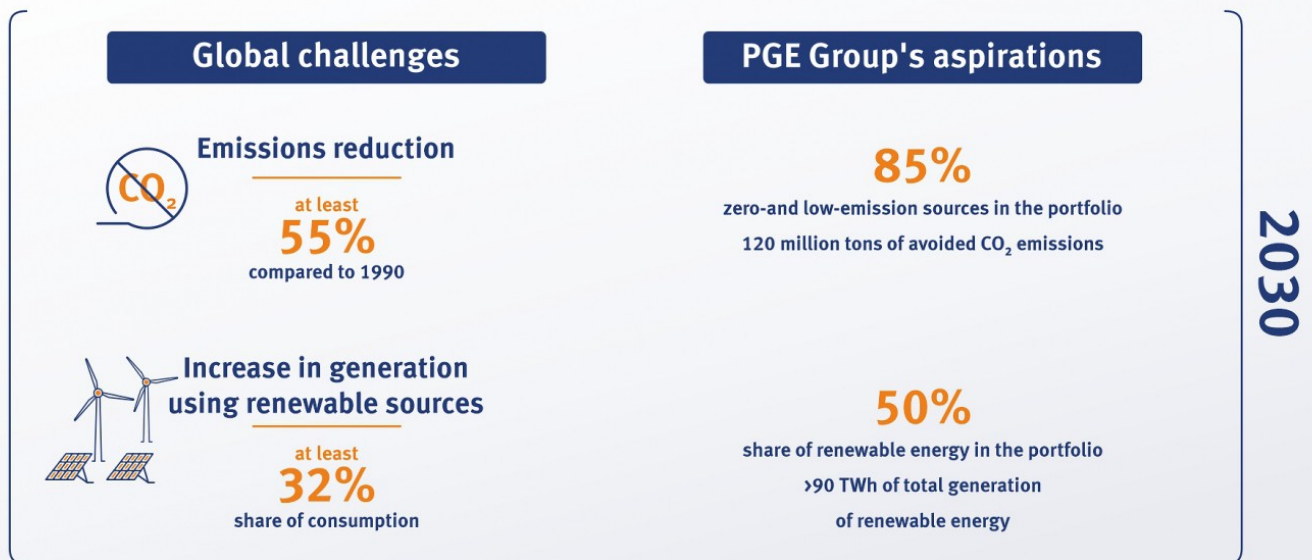 Global challenges
PGE Group's aspirations
CO₂
Emissions reduction
at least
55%
compared to 1990
85%
zero-and low-emission sources in the portfolio
120 million tons of avoided CO₂ emissions
Increase in generation
using renewable sources
at least
32%
share of consumption
50%
share of renewable energy in the portfolio
>90 TWh of total generation
of renewable energy
2030